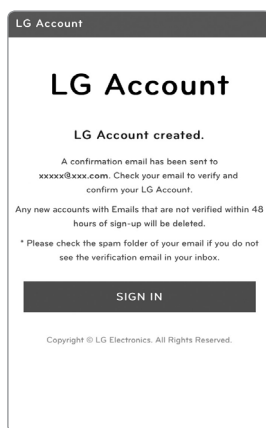 LG Account
LG Account
LG Account created.
A confirmation email has been sent to
xxxxx@xxx.com. Check your email to verify and
confirm your LG Account.
Any new accounts with Emails that are not verified within 48
hours of sign-up will be deleted.
* Please check the spam folder of your email if you do not
see the verification email in your inbox.
SIGN IN
Copyright © LG Electronics. All Rights Reserved.